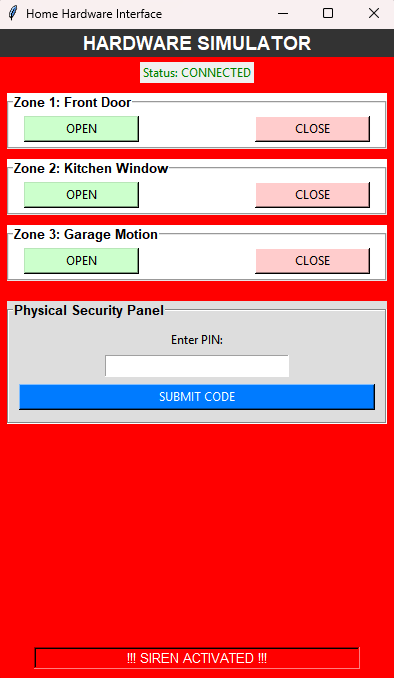 Home Hardware Interface
HARDWARE SIMULATOR
Status: CONNECTED
Zone 1: Front Door
OPEN CLOSE
Zone 2: Kitchen Window
OPEN CLOSE
Zone 3: Garage Motion
OPEN CLOSE
Physical Security Panel
Enter PIN:
SUBMIT CODE
!!! SIREN ACTIVATED !!!